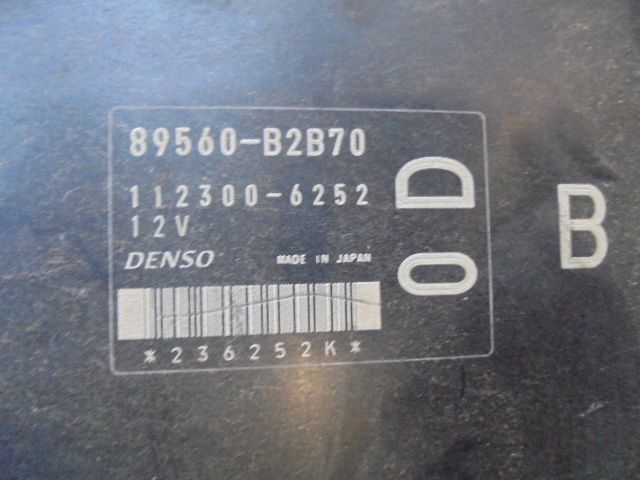 89560-B2B70
112300-6252
12V
DENSO MADE IN JAPAN
*236252K*
OD
B